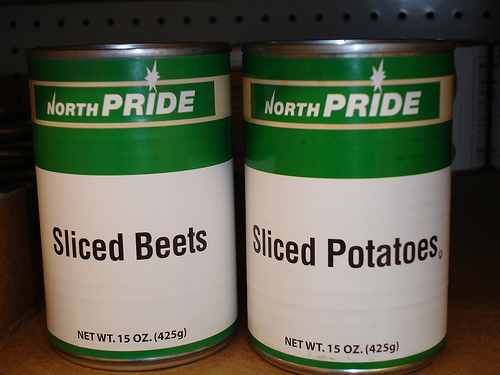 NORTH PRIDE
Sliced Beets
NET WT. 15 OZ. (425g)
NORTH PRIDE
Sliced Potatoes
NET WT. 15 OZ. (425g)